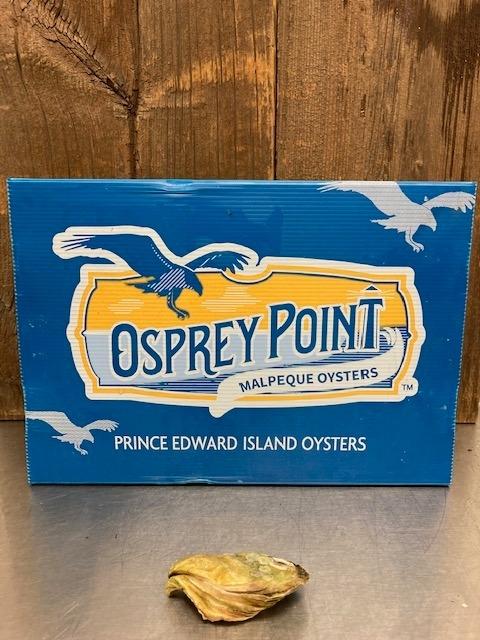 OSPREY POINT
MALPEQUE OYSTERS
TM
PRINCE EDWARD ISLAND OYSTERS